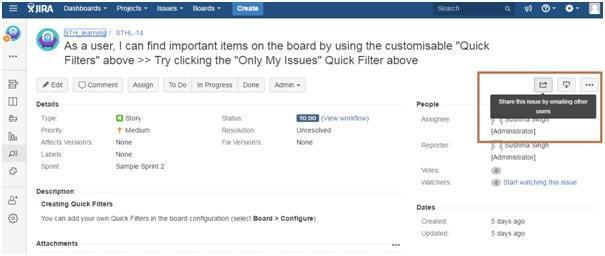 JIRA Dashboards Projects Issues Boards Create Search
STH_learning / STHL-14
As a user, I can find important items on the board by using the customisable "Quick
Filters" above >> Try clicking the "Only My Issues" Quick Filter above
Edit Comment Assign To Do In Progress Done Admin
Share this issue by emailing other
users
Details
Type: Story
Priority: Medium
Affects Version/s: None
Labels: None
Sprint: Sample Sprint 2
Status: TO DO (View workflow)
Resolution: Unresolved
Fix Version/s: None
Description
Creating Quick Filters
You can add your own Quick Filters in the board configuration (select Board > Configure)
Attachments
People
Assignee: Sushma Singh
[Administrator]
Reporter: Sushma Singh
[Administrator]
Votes: 0
Watchers: 0 Start watching this issue
Dates
Created: 5 days ago
Updated: 5 days ago